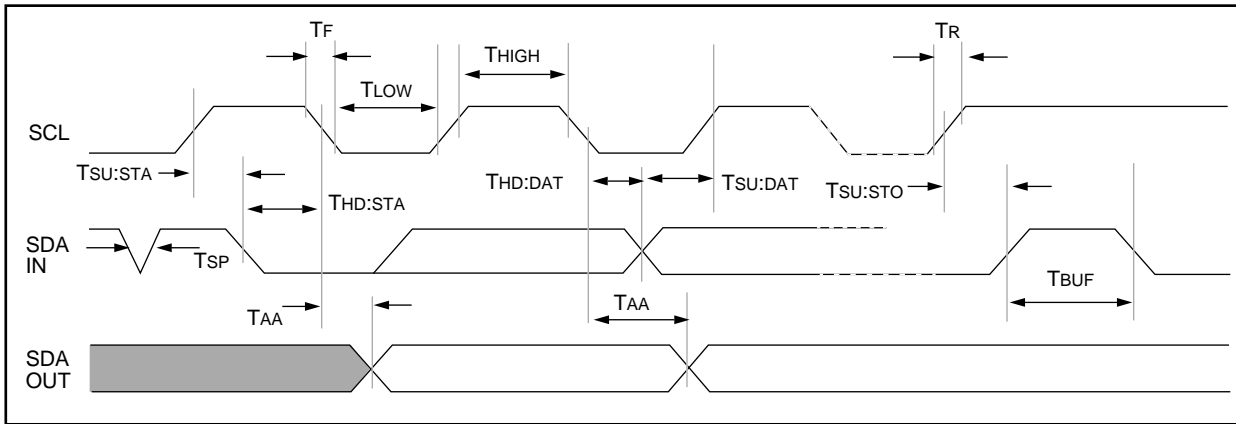 TF
TR
THIGH
TLOW
SCL
TSU:STA
THD:DAT
TSU:DAT
TSU:STO
THD:STA
SDA
IN
TSP
TBUF
TAA
TAA
SDA
OUT